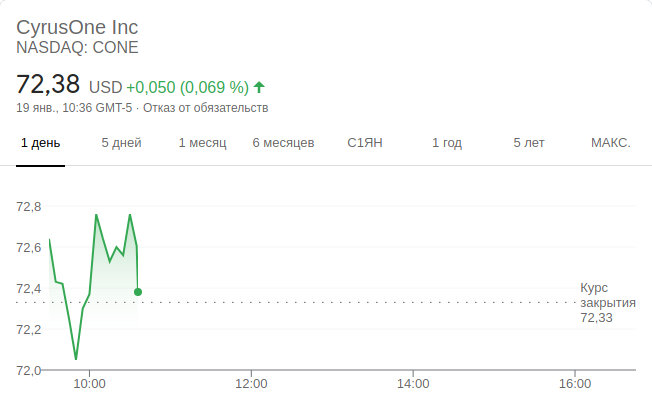 CyrusOne Inc
NASDAQ: CONE
72,38 USD +0,050 (0,069 %)
19 янв., 10:36 GMT-5 · Отказ от обязательств
1 день 5 дней 1 месяц 6 месяцев С1ЯН 1 год 5 лет МАКС.
72,8
72,6
72,4
72,2
72,0
Курс
закрытия
72,33
10:00 12:00 14:00 16:00